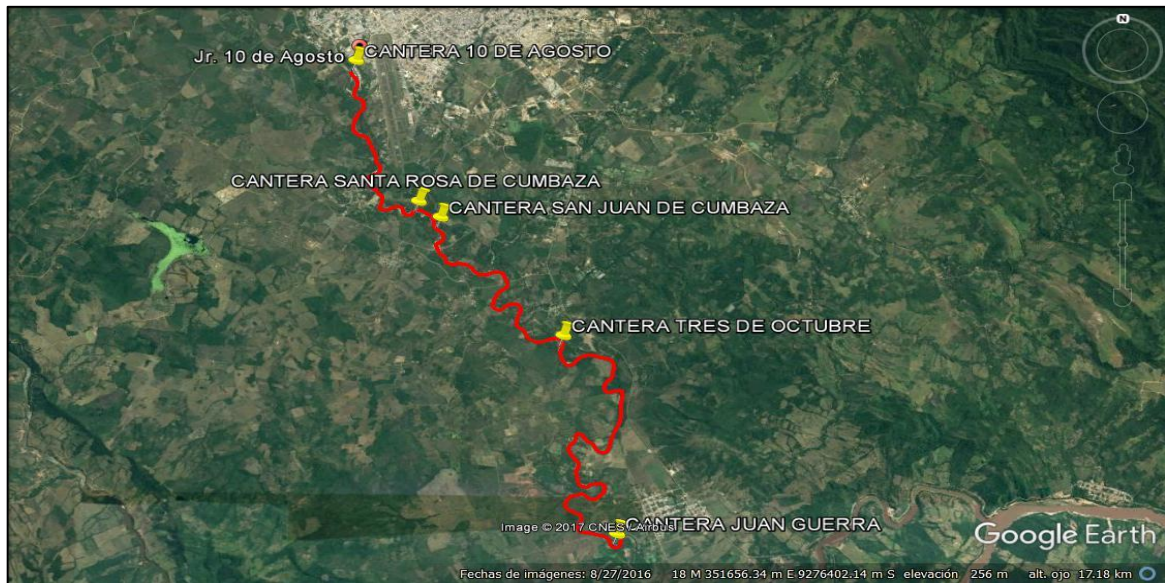 N
Jr. 10 de Agosto CANTERA 10 DE AGOSTO
CANTERA SANTA ROSA DE CUMBAZA
CANTERA SAN JUAN DE CUMBAZA
CANTERA TRES DE OCTUBRE
CANTERA JUAN GUERRA
Image © 2017 CNES / Airbus
Google Earth
Fechas de imágenes: 8/27/2016 18 M 351656.34 m E 9276402.14 m S elevación 256 m alt. ojo 17.18 km